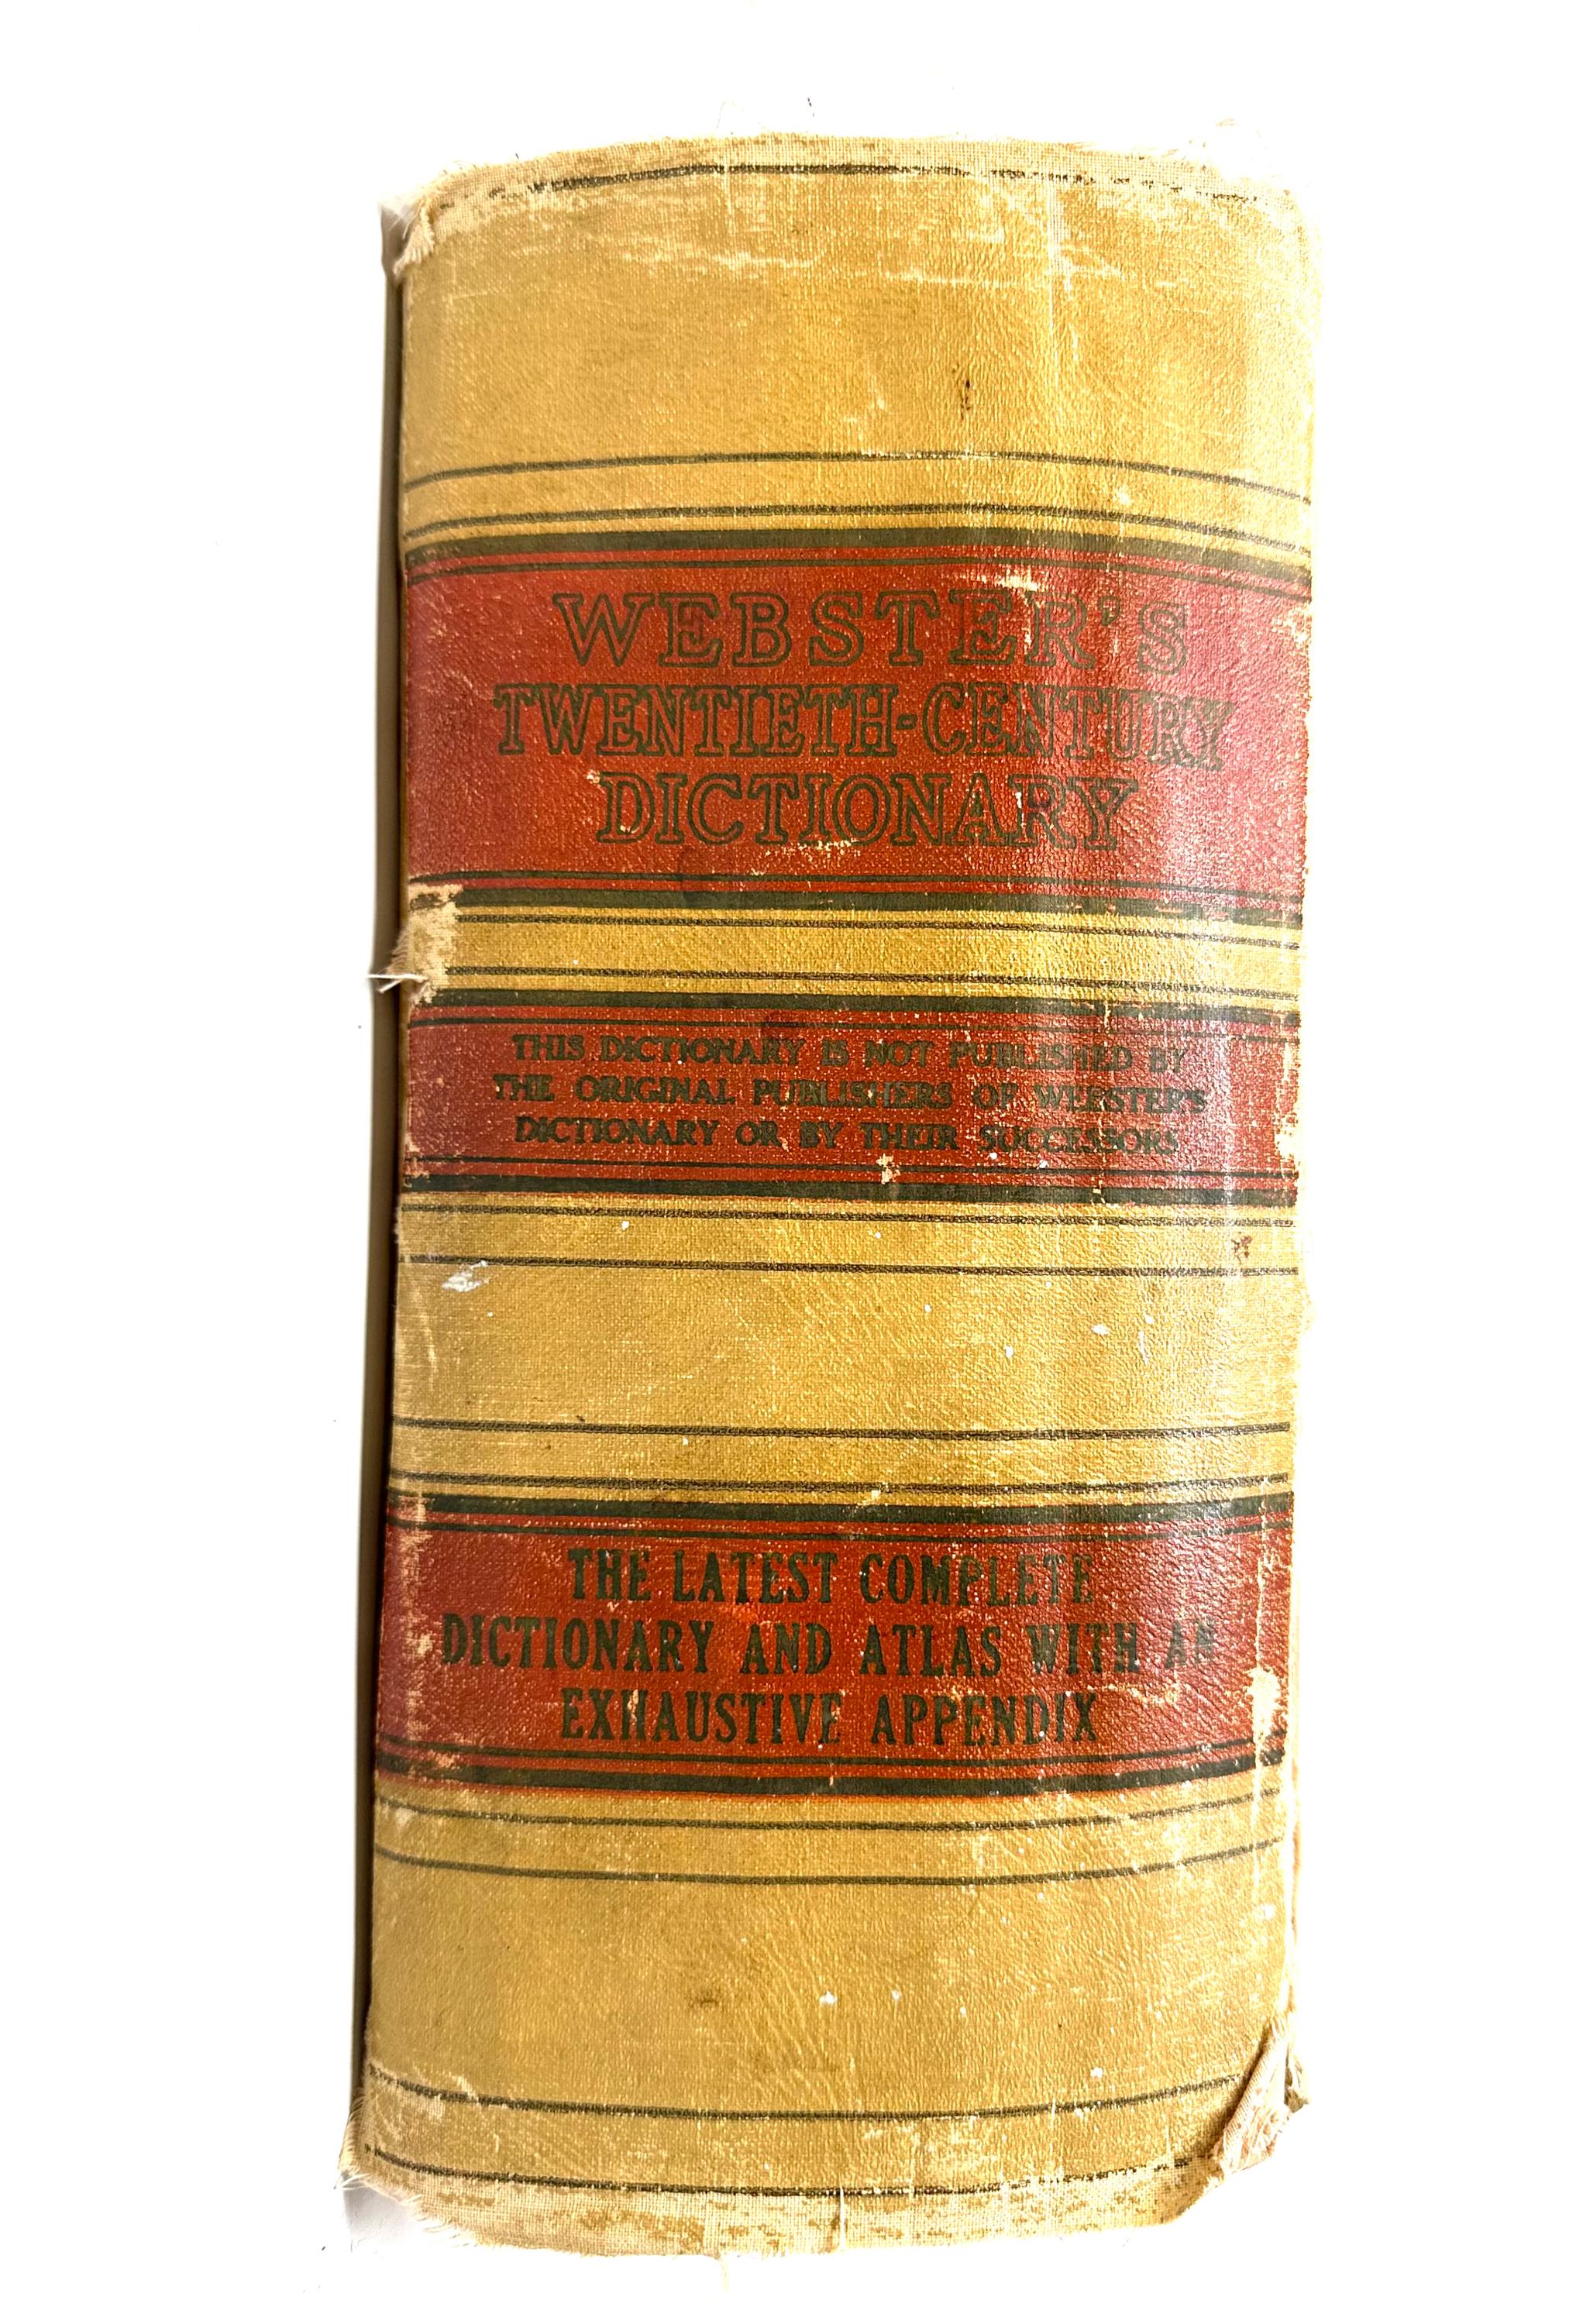 WEBSTER'S
TWENTIETH-CENTURY
DICTIONARY
THIS DICTIONARY IS NOT PUBLISHED BY
THE ORIGINAL PUBLISHERS OF WEBSTER'S
DICTIONARY OR BY THEIR SUCCESSORS
THE LATEST COMPLETE
DICTIONARY AND ATLAS WITH AN
EXHAUSTIVE APPENDIX